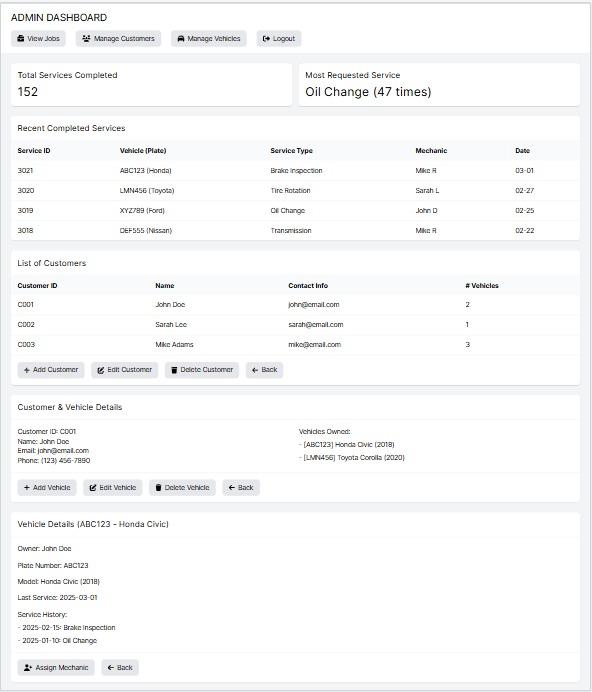 ADMIN DASHBOARD
View Jobs Manage Customers Manage Vehicles Logout
Total Services Completed
152
Most Requested Service
Oil Change (47 times)
Recent Completed Services
Service ID Vehicle (Plate) Service Type Mechanic Date
3021 ABC123 (Honda) Brake Inspection Mike R 03-01
3020 LMN456 (Toyota) Tire Rotation Sarah L 02-27
3019 XYZ789 (Ford) Oil Change John D 02-25
3018 DEF555 (Nissan) Transmission Mike R 02-22
List of Customers
Customer ID Name Contact Info # Vehicles
C001 John Doe john@email.com 2
C002 Sarah Lee sarah@email.com 1
C003 Mike Adams mike@email.com 3
Add Customer Edit Customer Delete Customer Back
Customer & Vehicle Details
Customer ID: C001
Name: John Doe
Email: john@email.com
Phone: (123) 456-7890
Vehicles Owned:
- [ABC123] Honda Civic (2018)
- [LMN456] Toyota Corolla (2020)
Add Vehicle Edit Vehicle Delete Vehicle Back
Vehicle Details (ABC123 - Honda Civic)
Owner: John Doe
Plate Number: ABC123
Model: Honda Civic (2018)
Last Service: 2025-03-01
Service History:
- 2025-02-15: Brake Inspection
- 2025-01-10: Oil Change
Assign Mechanic Back